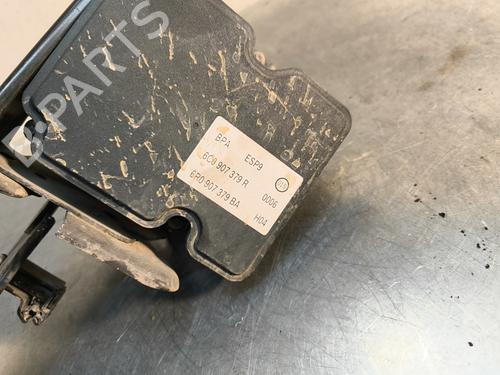 B-PARTS
BPA ESP9
6C0 907 379 R 0006
6R0 907 379 BA H04